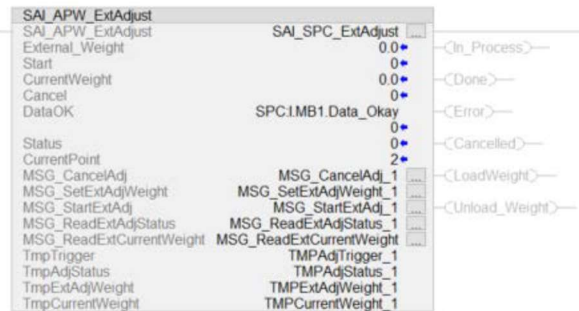 SAI_APW_ExtAdjust
SAI_APW_ExtAdjust SAI_SPC_ExtAdjust ...
External_Weight 0.0 In_Process
Start 0
CurrentWeight 0.0 Done
Cancel 0
DataOK SPC:I.MB1.Data_Okay Error
0
Status 0 Cancelled
CurrentPoint 2
MSG_CancelAdj MSG_CancelAdj_1 ... LoadWeight
MSG_SetExtAdjWeight MSG_SetExtAdjWeight_1 ...
MSG_StartExtAdj MSG_StartExtAdj_1 ... Unload_Weight
MSG_ReadExtAdjStatus MSG_ReadExtAdjStatus_1 ...
MSG_ReadExtCurrentWeight MSG_ReadExtCurrentWeight ...
TmpTrigger TMPAdjTrigger_1
TmpAdjStatus TMPAdjStatus_1
TmpExtAdjWeight TMPExtAdjWeight_1
TmpCurrentWeight TMPCurrentWeight_1